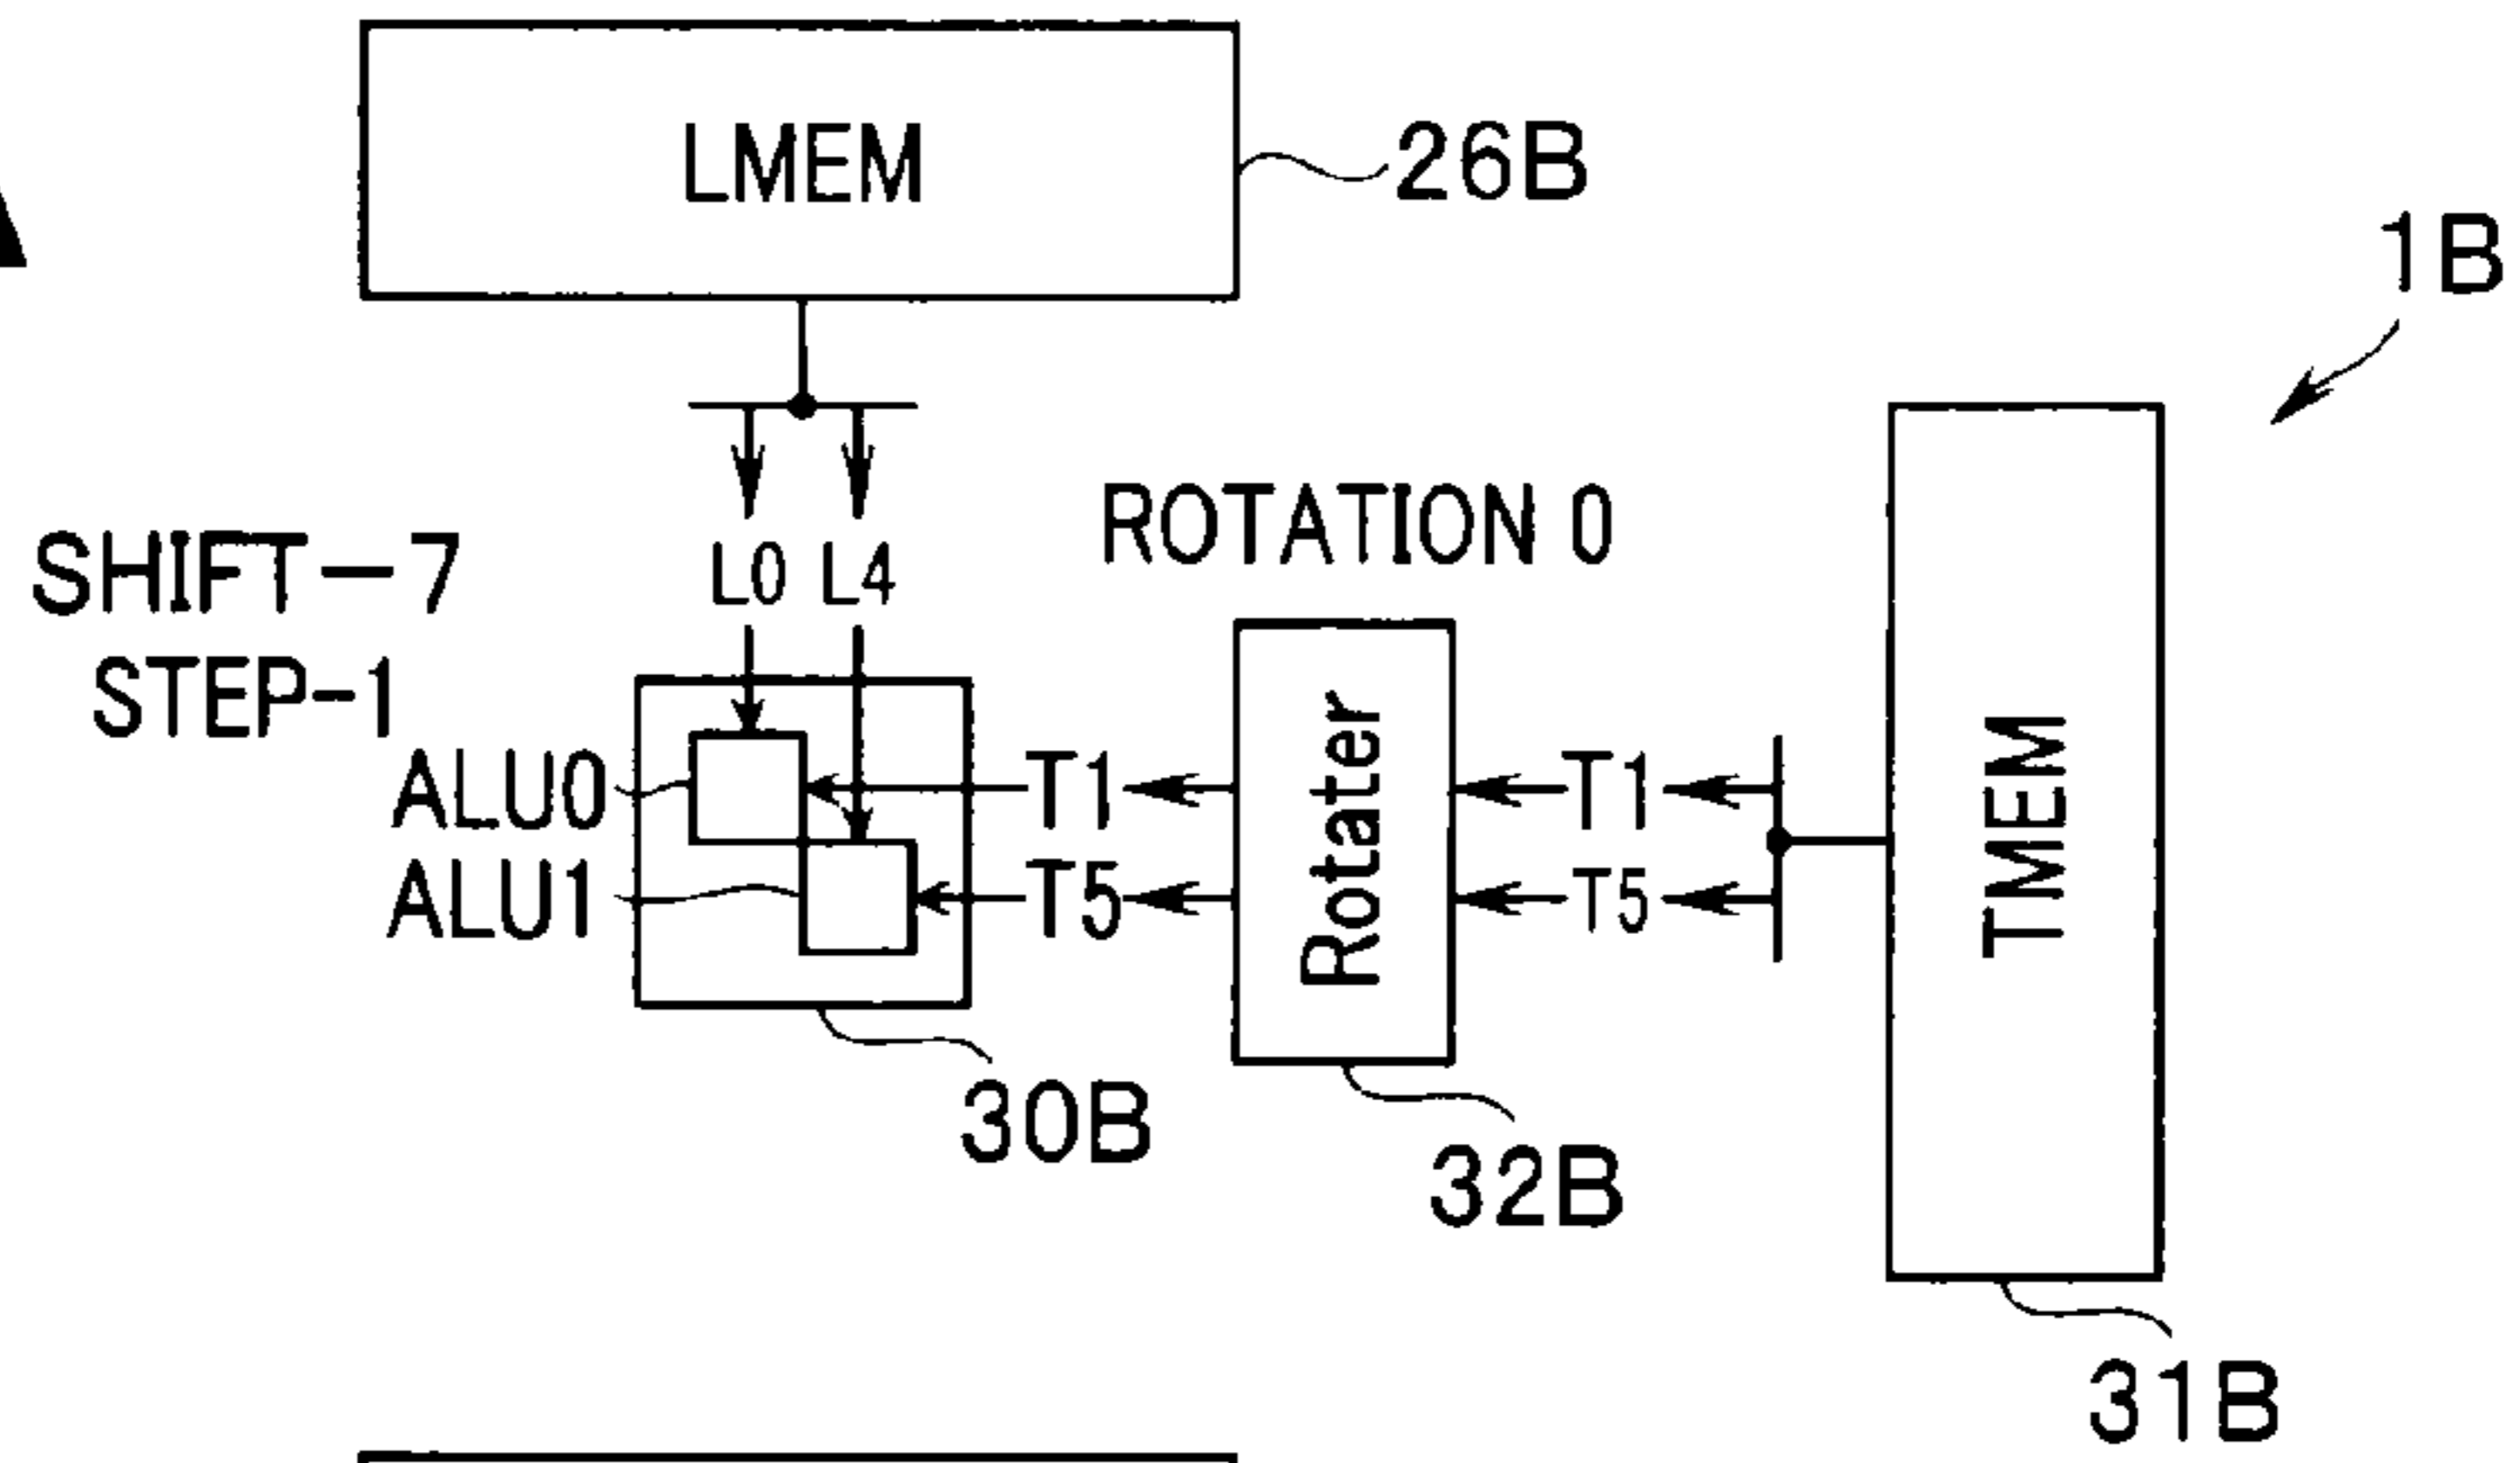 LMEM
26B
1B
L0 L4
ROTATION 0
SHIFT-7
STEP-1
ALU0
ALU1
T1
T5
Rotater
T1
T5
TMEM
30B
32B
31B